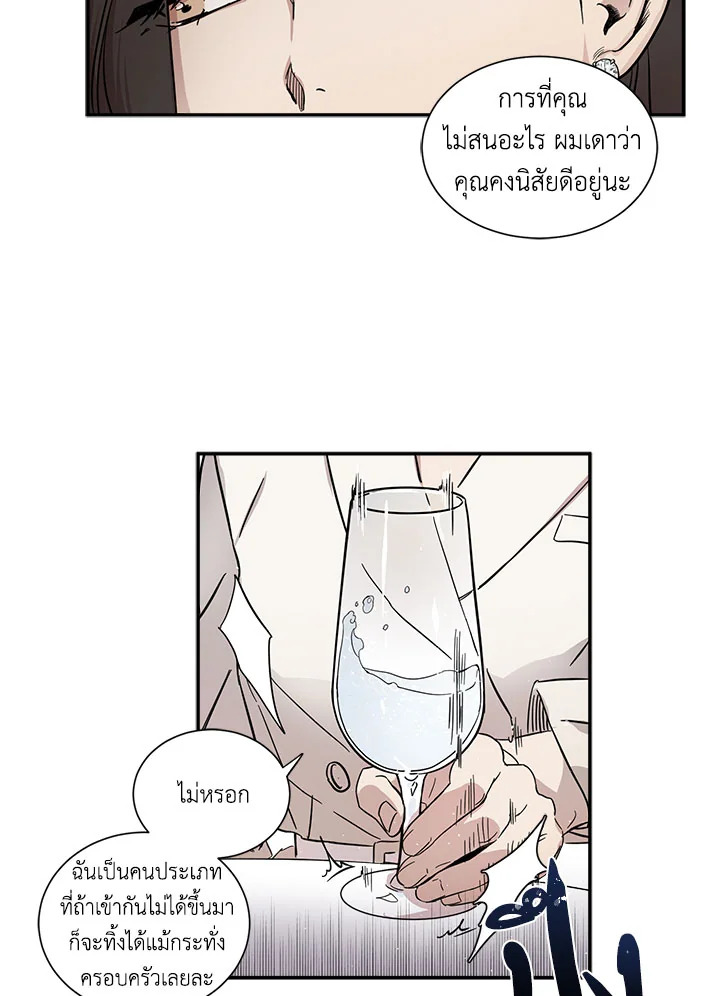 การที่คุณ
ไม่สนอะไร ผมเดาว่า
คุณคงนิสัยดีอยู่นะ
ไม่หรอก
ฉันเป็นคนประเภท
ที่ถ้าเข้ากันไม่ได้ขึ้นมา
ก็จะทิ้งได้แม้กระทั่ง
ครอบครัวเลยละ